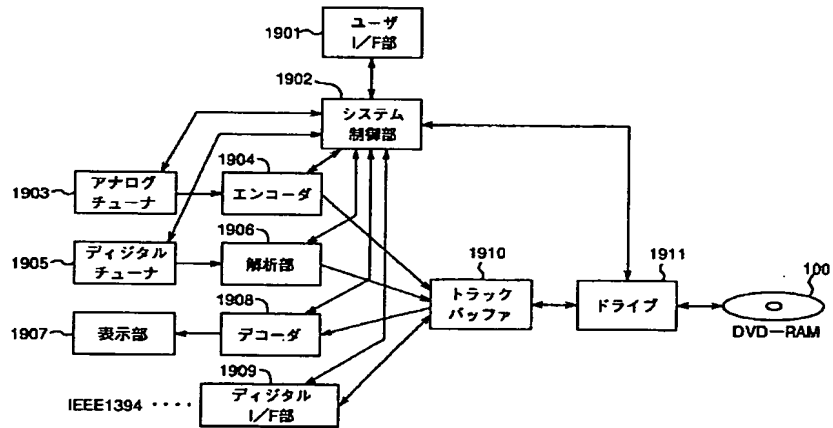 1901
ユーザ
I/F部
1902
システム
制御部
1903
アナログ
チューナ
1904
エンコーダ
1905
ディジタル
チューナ
1906
解析部
1907
表示部
1908
デコーダ
1909
ディジタル
I/F部
IEEE1394 ‥‥
1910
トラック
バッファ
1911
ドライブ
100
DVD-RAM